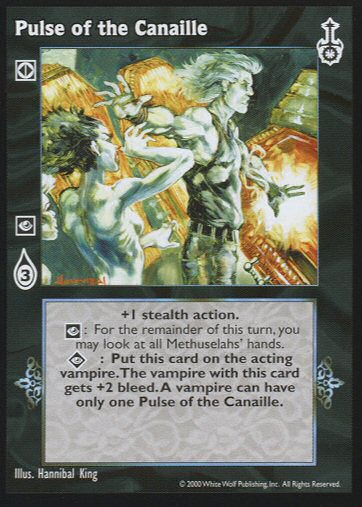 Pulse of the Canaille
3
+1 stealth action.
: For the remainder of this turn, you
may look at all Methuselahs' hands.
: Put this card on the acting
vampire.The vampire with this card
gets +2 bleed. A vampire can have
only one Pulse of the Canaille.
Illus. Hannibal King
© 2000 White Wolf Publishing, Inc. All Rights Reserved.